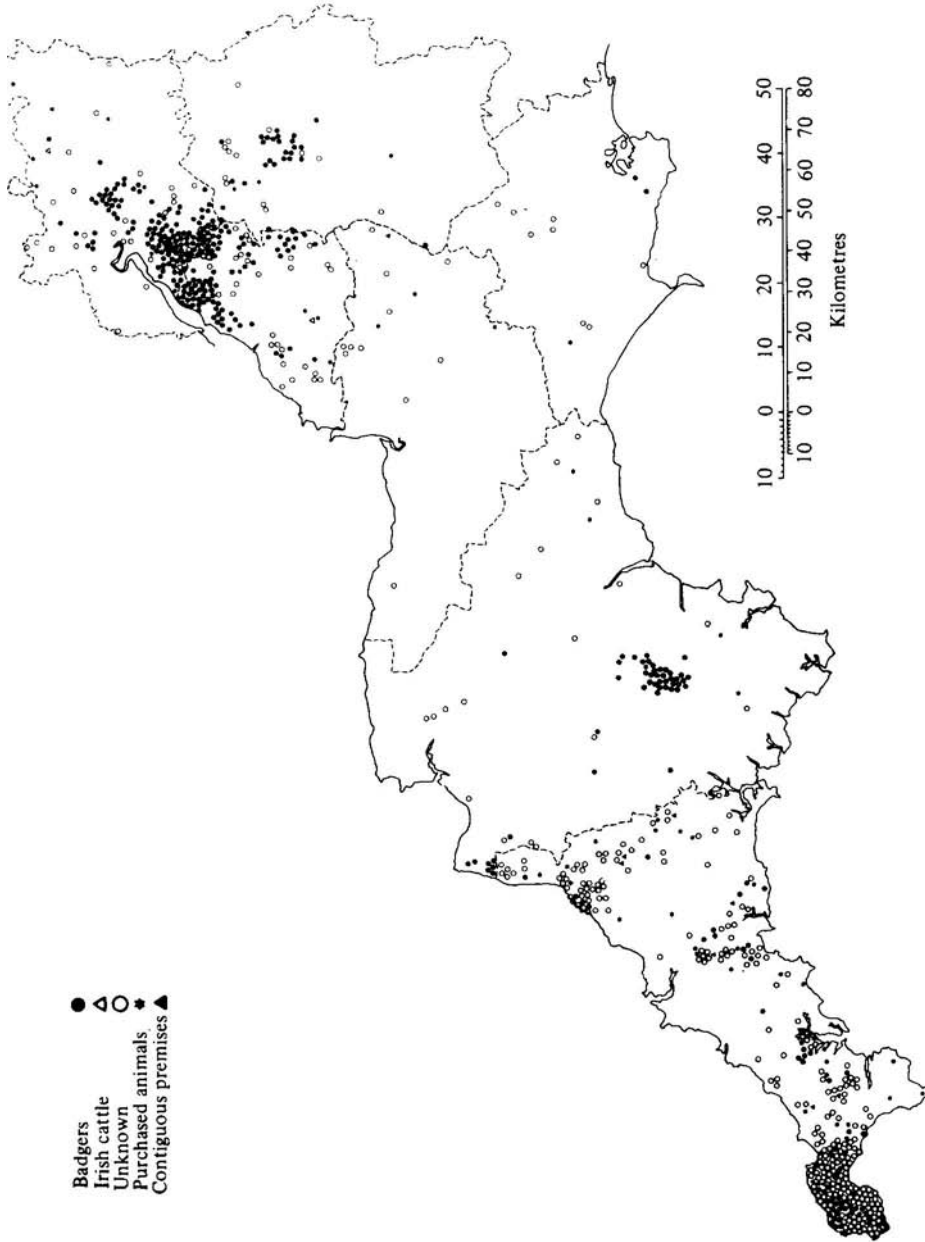 Badgers
Irish cattle
Unknown
Purchased animals
Contiguous premises
10 0 10 20 30 40 50
10 0 10 20 30 40 50 60 70 80
Kilometres